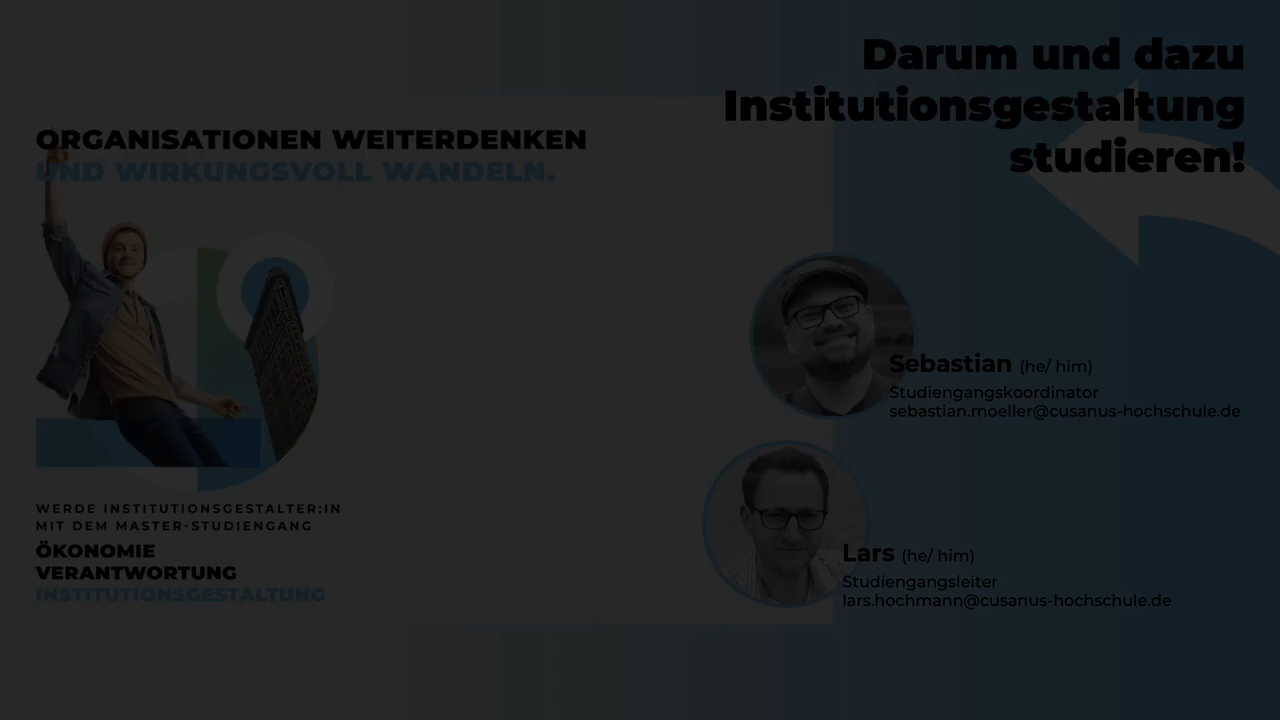 Darum und dazu
Institutionsgestaltung
studieren!
ORGANISATIONEN WEITERDENKEN
UND WIRKUNGSVOLL WANDELN.
Sebastian (he/ him)
Studiengangskoordinator
sebastian.moeller@cusanus-hochschule.de
WERDE INSTITUTIONSGESTALTER:IN
MIT DEM MASTER-STUDIENGANG
ÖKONOMIE
VERANTWORTUNG
INSTITUTIONSGESTALTUNG
Lars (he/ him)
Studiengangsleiter
lars.hochmann@cusanus-hochschule.de